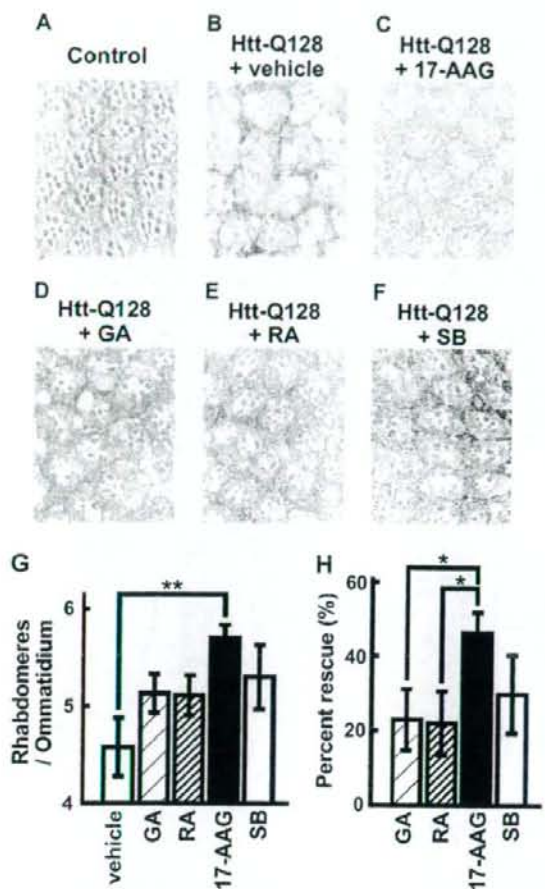 A
B
C
Control
Htt-Q128
+ vehicle
Htt-Q128
+ 17-AAG
D
E
F
Htt-Q128
+ GA
Htt-Q128
+ RA
Htt-Q128
+ SB
G
Rhabdomeres
/ Ommatidium
6
5
4
**
vehicle
GA
RA
17-AAG
SB
H
Percent rescue (%)
60
40
20
0
*
*
GA
RA
17-AAG
SB